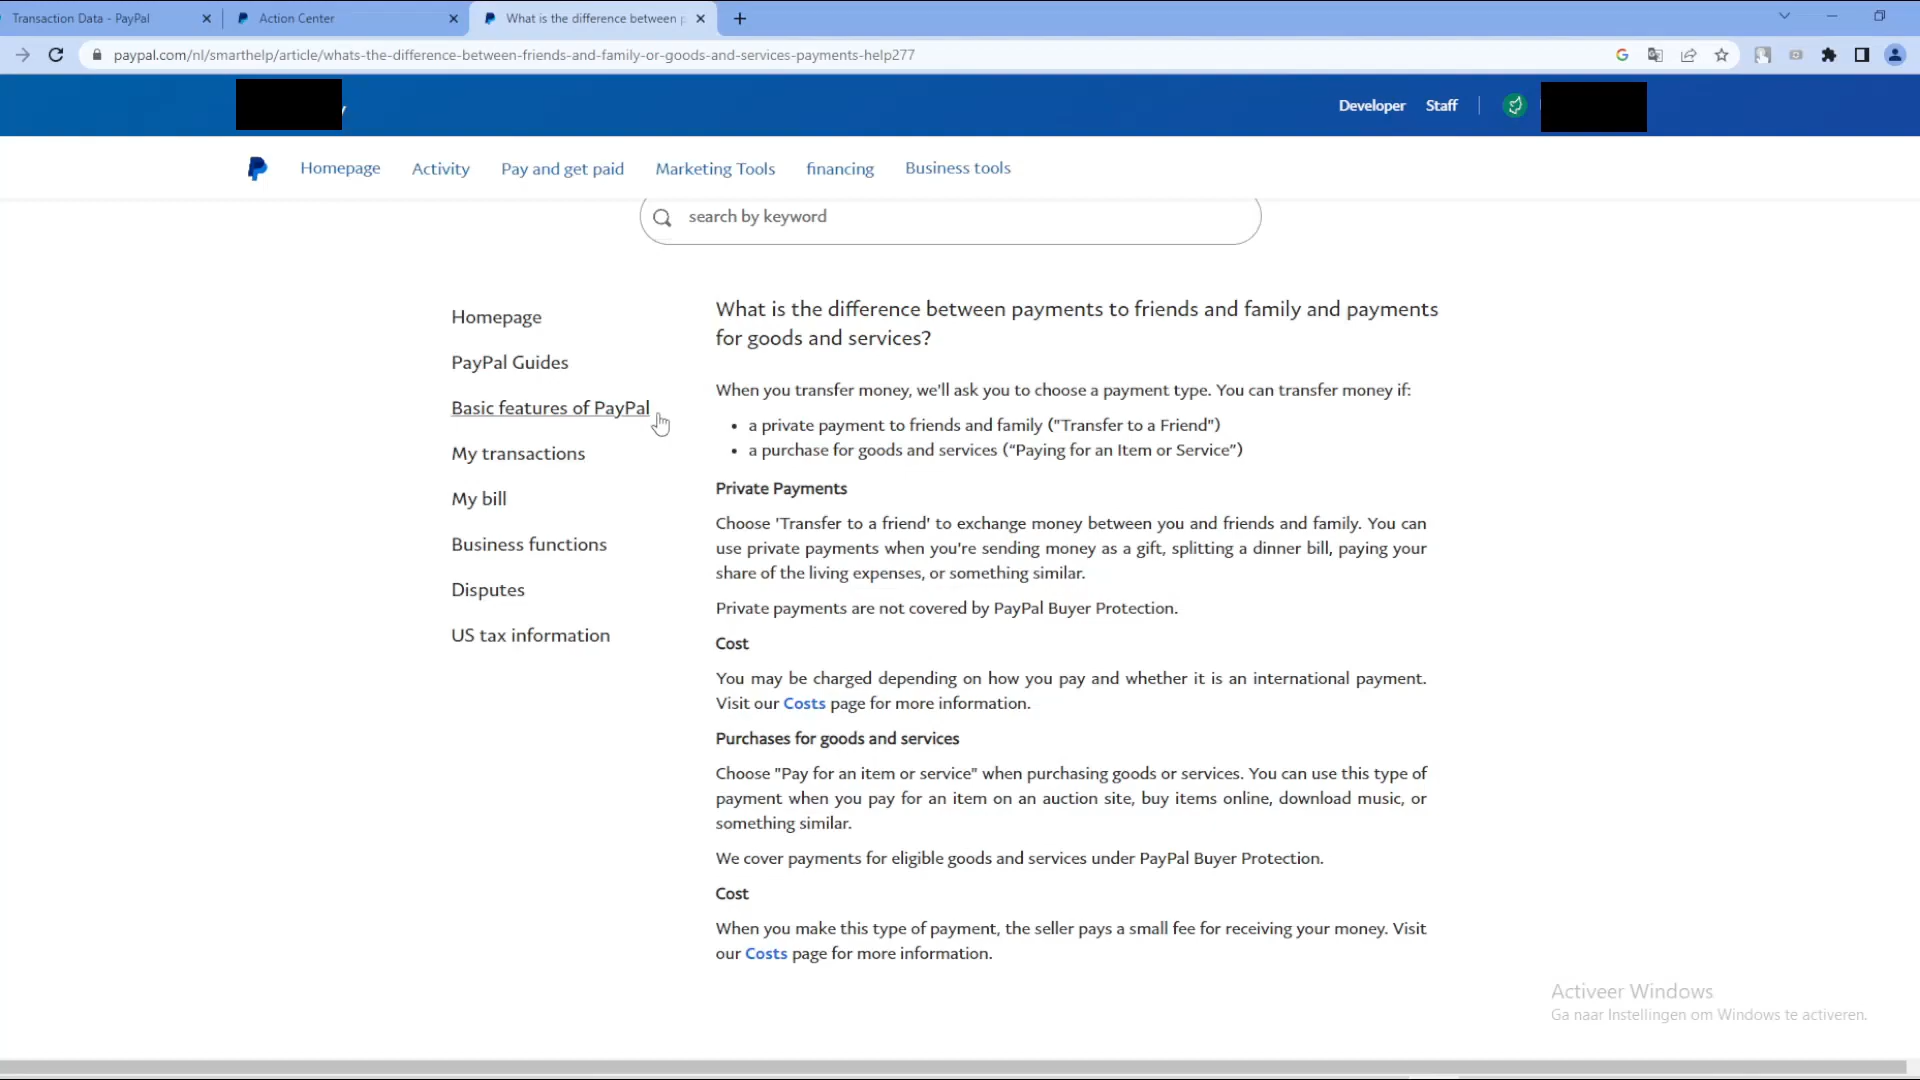 Transaction Data - PayPal
Action Center
What is the difference between
paypal.com/nl/smarthelp/article/whats-the-difference-between-friends-and-family-or-goods-and-services-payments-help277
Developer
Staff
Homepage
Activity
Pay and get paid
Marketing Tools
financing
Business tools
search by keyword
Homepage
PayPal Guides
Basic features of PayPal
My transactions
My bill
Business functions
Disputes
US tax information
What is the difference between payments to friends and family and payments
for goods and services?
When you transfer money, we'll ask you to choose a payment type. You can transfer money if:
• a private payment to friends and family ("Transfer to a Friend")
• a purchase for goods and services (“Paying for an Item or Service”)
Private Payments
Choose 'Transfer to a friend' to exchange money between you and friends and family. You can
use private payments when you're sending money as a gift, splitting a dinner bill, paying your
share of the living expenses, or something similar.
Private payments are not covered by PayPal Buyer Protection.
Cost
You may be charged depending on how you pay and whether it is an international payment.
Visit our Costs page for more information.
Purchases for goods and services
Choose "Pay for an item or service" when purchasing goods or services. You can use this type of
payment when you pay for an item on an auction site, buy items online, download music, or
something similar.
We cover payments for eligible goods and services under PayPal Buyer Protection.
Cost
When you make this type of payment, the seller pays a small fee for receiving your money. Visit
our Costs page for more information.
Activeer Windows
Ga naar Instellingen om Windows te activeren.